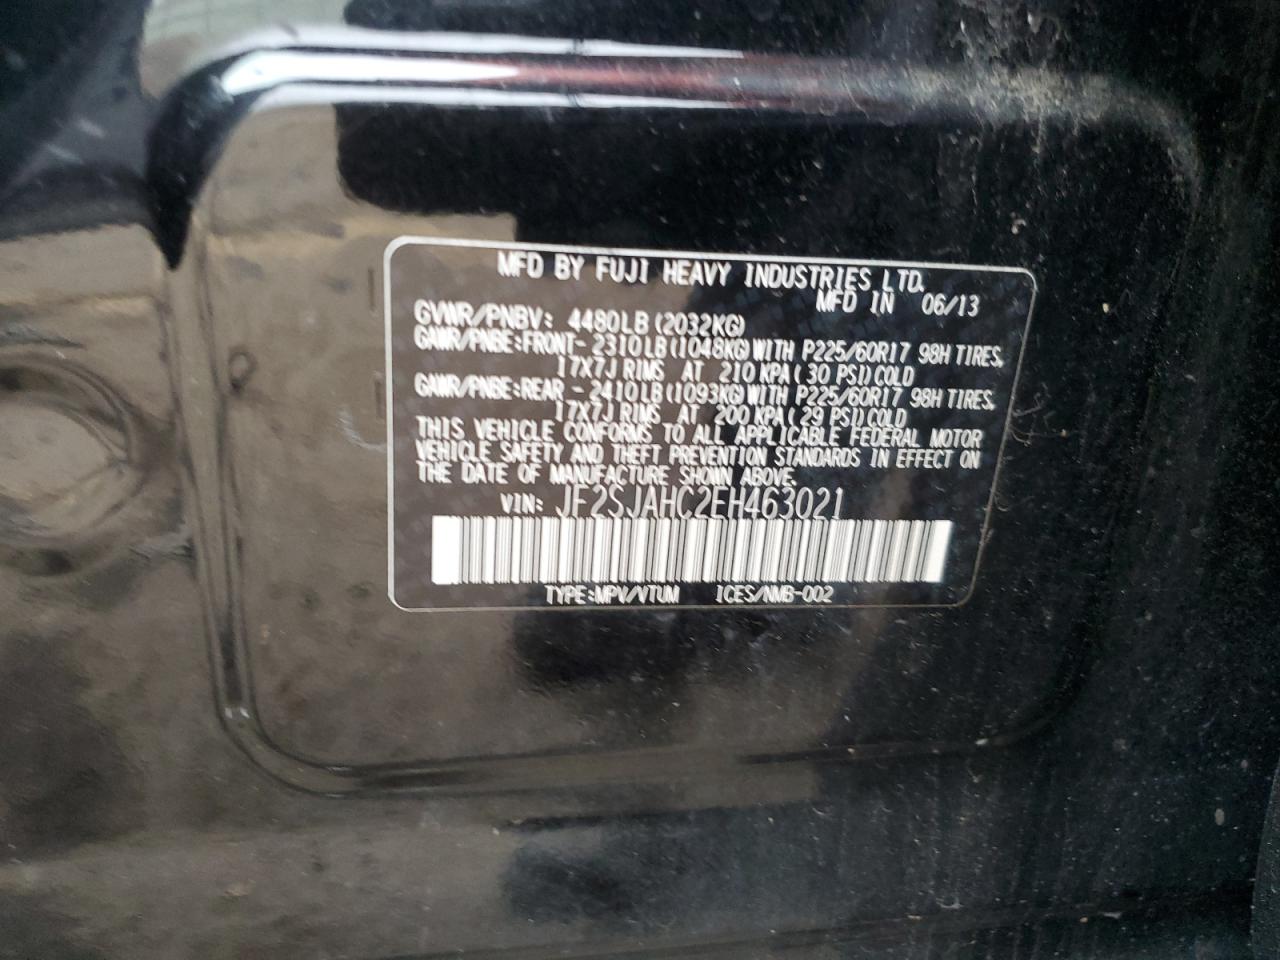 MFD BY FUJI HEAVY INDUSTRIES LTD.
MFD IN 06/13
GVWR/PNBV: 4480LB(2032KG)
GAWR/PNBE:FRONT- 2310LB(1048KG)WITH P225/60R17 98H TIRES,
17X7J RIMS AT 210 KPA( 30 PSI)COLD
GAWR/PNBE:REAR - 2410LB(1093KG)WITH P225/60R17 98H TIRES,
17X7J RIMS AT 200 KPA( 29 PSI)COLD
THIS VEHICLE CONFORMS TO ALL APPLICABLE FEDERAL MOTOR
VEHICLE SAFETY AND THEFT PREVENTION STANDARDS IN EFFECT ON
THE DATE OF MANUFACTURE SHOWN ABOVE.
VIN: JF2SJAHC2EH463021
TYPE:MPV/VTUM ICES/NMB-002